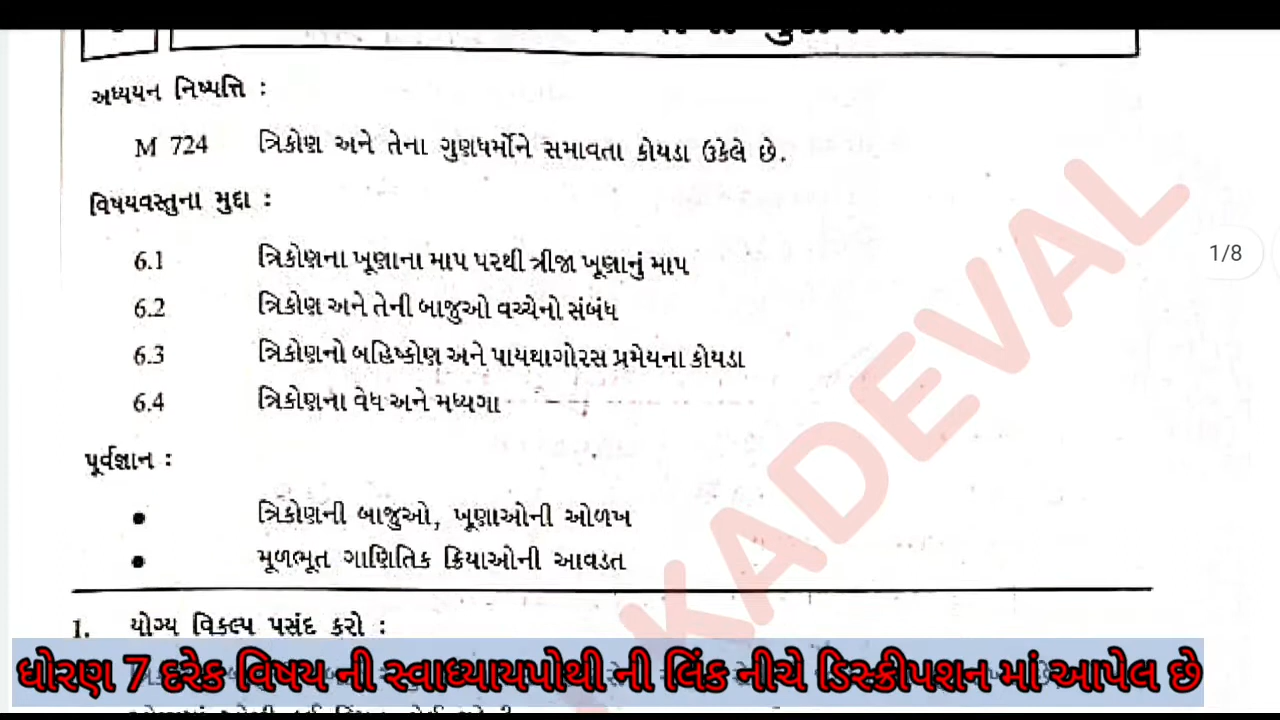 અધ્યયન નિષ્પત્તિ :
M 724 ત્રિકોણ અને તેના ગુણધર્મોને સમાવતા કોયડા ઉકેલે છે.
વિષયવસ્તુના મુદ્દા :
1/8
6.1 ત્રિકોણના ખૂણાના માપ પરથી ત્રીજા ખૂણાનું માપ
6.2 ત્રિકોણ અને તેની બાજુઓ વચ્ચેનો સંબંધ
6.3 ત્રિકોણનો બહિષ્કોણ અને પાયથાગોરસ પ્રમેયના કોયડા
6.4 ત્રિકોણના વેધ અને મધ્યગા
પૂર્વજ્ઞાન :
• ત્રિકોણની બાજુઓ, ખૂણાઓની ઓળખ
• મૂળભૂત ગાણિતિક ક્રિયાઓની આવડત
KADEVAL
1. યોગ્ય વિકલ્પ પસંદ કરો :
ધોરણ 7 દરેક વિષય ની સ્વાધ્યાયપોથી ની લિંક નીચે ડિસ્ક્રીપશન માં આપેલ છે